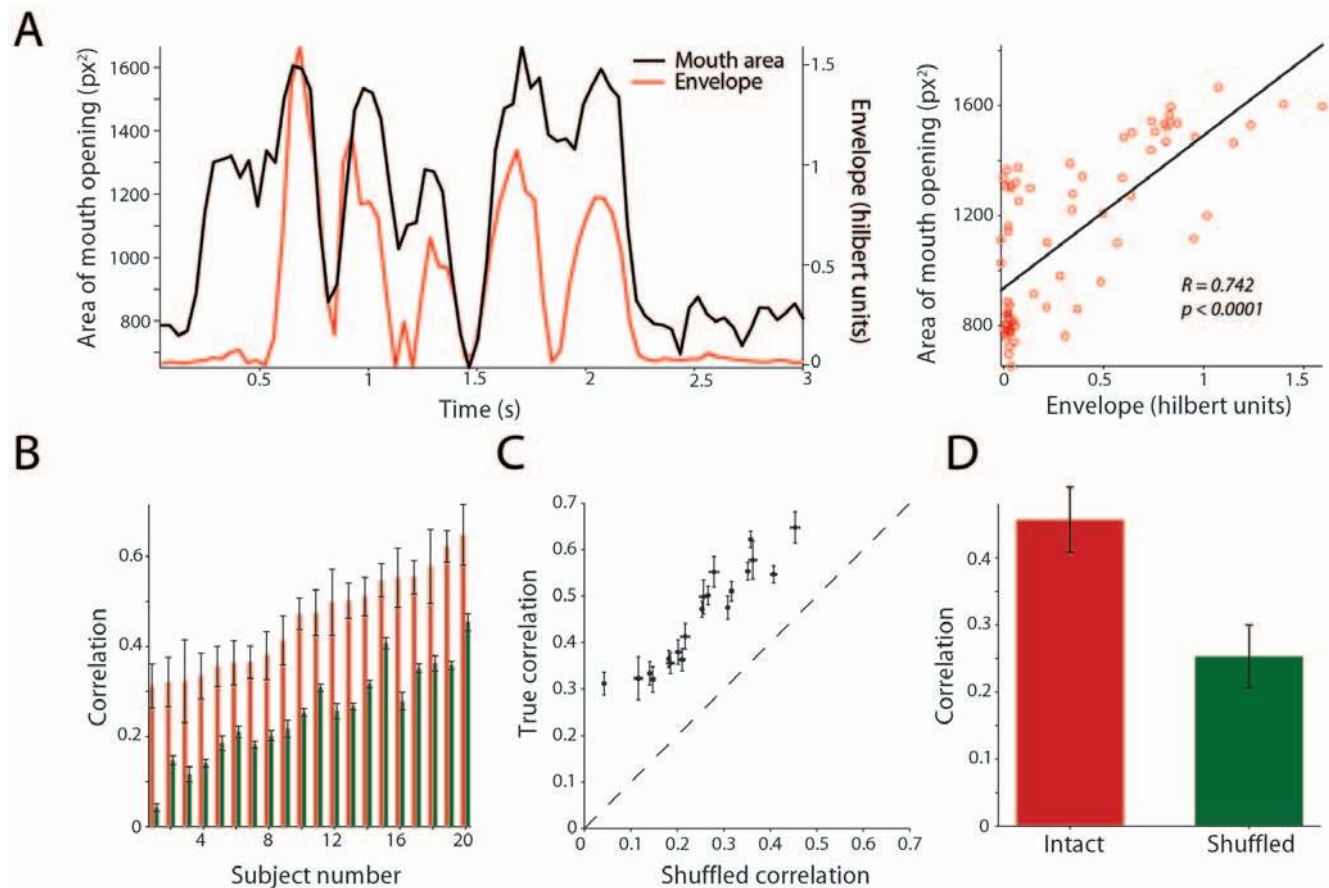 A
Area of mouth opening (px²)
1600
1400
1200
1000
800
Mouth area
Envelope
1.5
1
0.5
0
Envelope (hilbert units)
0.5
1
1.5
2
2.5
3
Time (s)
Area of mouth opening (px²)
1600
1200
800
R = 0.742
p < 0.0001
0
0.5
1
1.5
Envelope (hilbert units)
B
Correlation
0.6
0.4
0.2
0
4
8
12
16
20
Subject number
C
True correlation
0.7
0.6
0.5
0.4
0.3
0.2
0.1
0
0
0.1
0.2
0.3
0.4
0.5
0.6
0.7
Shuffled correlation
D
Correlation
0.4
0.3
0.2
0.1
0
Intact
Shuffled